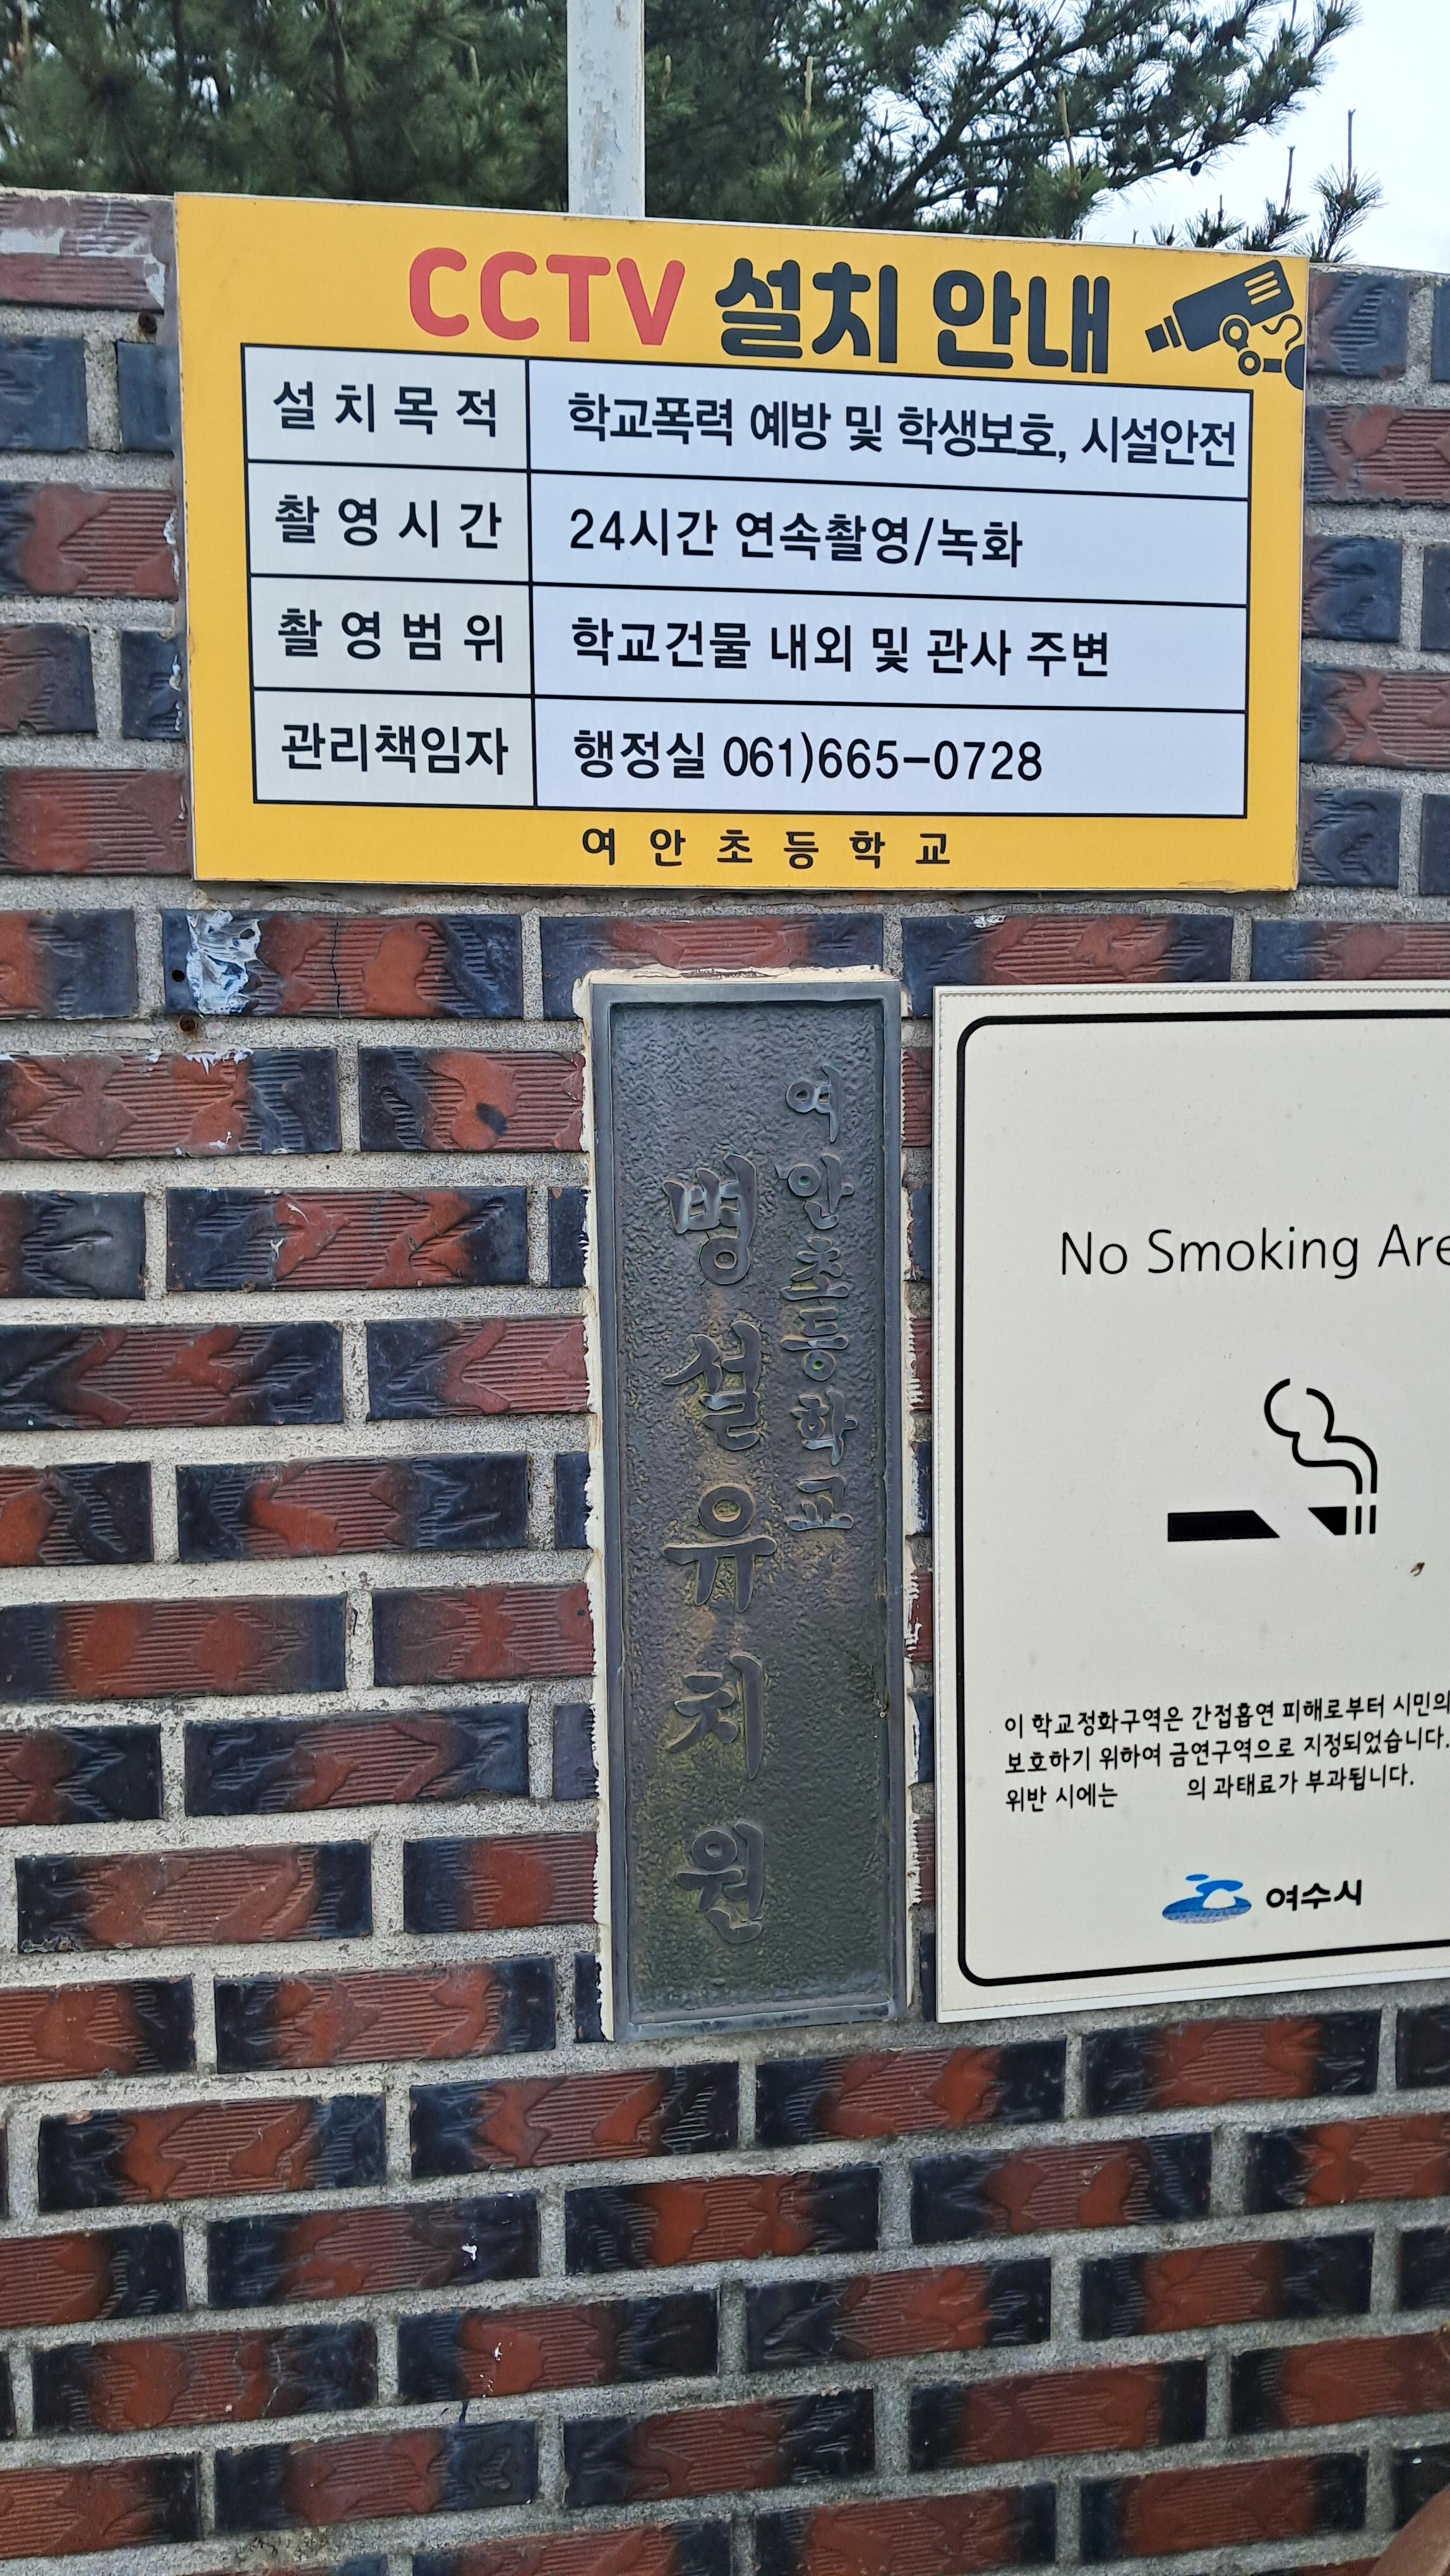 CCTV 설치 안내
설치목적 학교폭력 예방 및 학생보호, 시설안전
촬영시간 24시간 연속촬영/녹화
촬영범위 학교건물 내외 및 관사 주변
관리책임자 행정실 061)665-0728
여안초등학교
여안초등학교
병설유치원
No Smoking Are
이 학교정화구역은 간접흡연 피해로부터 시민의
보호하기 위하여 금연구역으로 지정되었습니다.
위반 시에는 의 과태료가 부과됩니다.
여수시